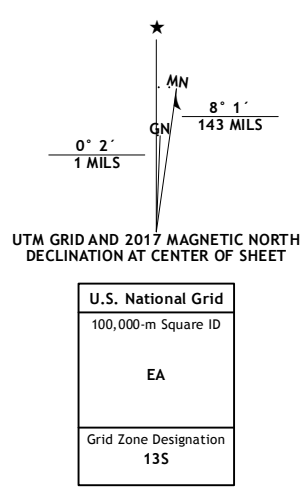 ★
MN
GN
8° 1´
143 MILS
0° 2´
1 MILS
UTM GRID AND 2017 MAGNETIC NORTH
DECLINATION AT CENTER OF SHEET
U.S. National Grid
100,000-m Square ID
EA
Grid Zone Designation
13S